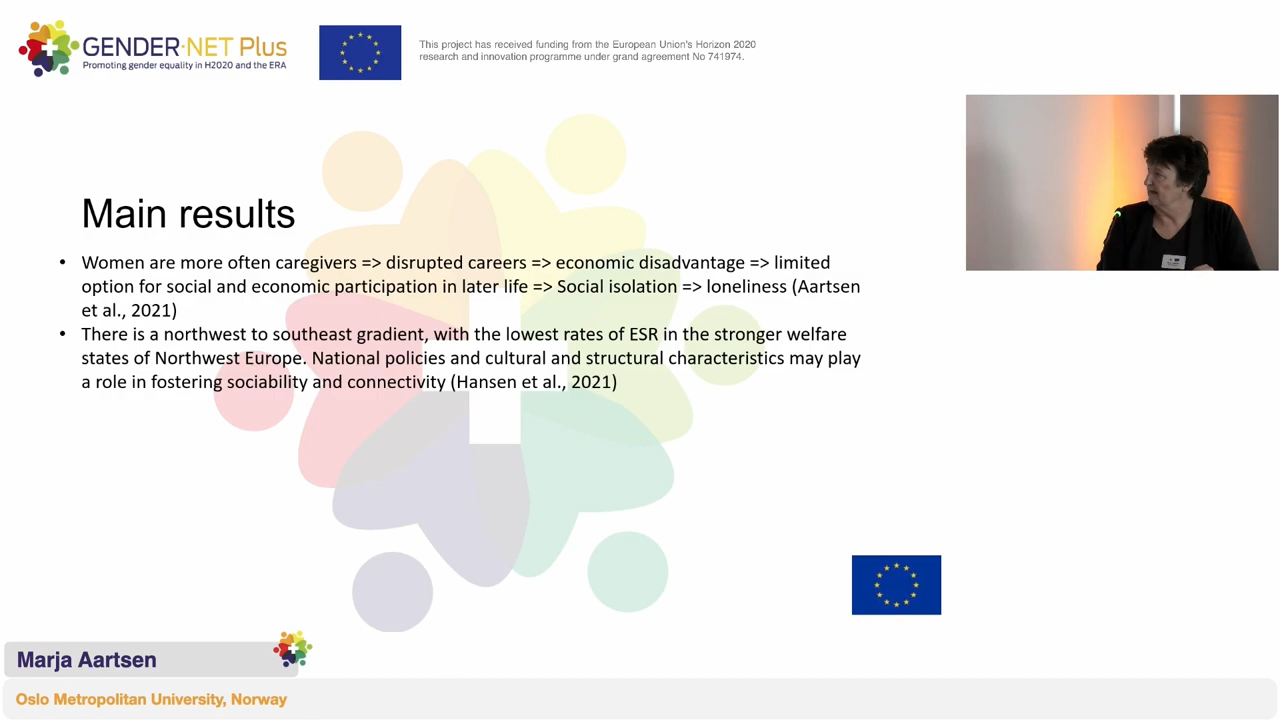 GENDER·NET Plus
Promoting gender equality in H2020 and the ERA
This project has received funding from the European Union's Horizon 2020
research and innovation programme under grand agreement No 741974.
Main results
• Women are more often caregivers => disrupted careers => economic disadvantage => limited
option for social and economic participation in later life => Social isolation => loneliness (Aartsen
et al., 2021)
• There is a northwest to southeast gradient, with the lowest rates of ESR in the stronger welfare
states of Northwest Europe. National policies and cultural and structural characteristics may play
a role in fostering sociability and connectivity (Hansen et al., 2021)
Marja Aartsen
Oslo Metropolitan University, Norway